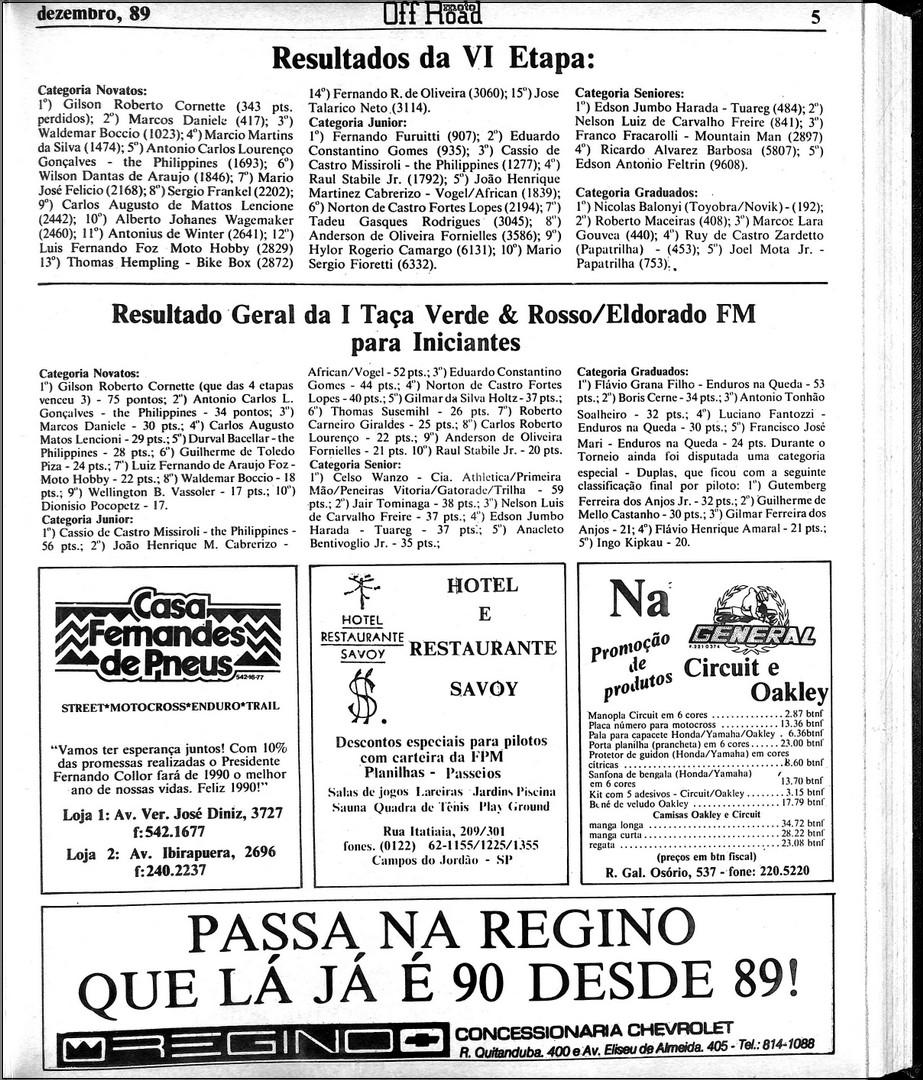 dezembro, 89
Off moto Road
5
Resultados da VI Etapa:
Categoria Novatos:
1º) Gilson Roberto Cornette (343 pts.
perdidos); 2º) Marcos Daniele (417); 3º)
Waldemar Boccio (1023); 4º) Marcio Martins
da Silva (1474); 5º) Antonio Carlos Lourenço
Gonçalves - the Philippines (1693); 6º)
Wilson Dantas de Araujo (1846); 7º) Mario
José Felicio (2168); 8º) Sergio Frankel (2202);
9º) Carlos Augusto de Mattos Lencione
(2442); 10º) Alberto Johanes Wagemaker
(2460); 11º) Antonius de Winter (2641); 12º)
Luis Fernando Foz Moto Hobby (2829)
13º) Thomas Hempling - Bike Box (2872)
14º) Fernando R. de Oliveira (3060); 15º) Jose
Talarico Neto (3114).
Categoria Junior:
1º) Fernando Furuitti (907); 2º) Eduardo
Constantino Gomes (935); 3º) Cassio de
Castro Missiroli - the Philippines (1277); 4º)
Raul Stabile Jr. (1792); 5º) João Henrique
Martinez Cabrerizo - Vogel/African (1839);
6º) Norton de Castro Fortes Lopes (2194); 7º)
Tadeu Gasques Rodrigues (3045); 8º)
Anderson de Oliveira Fornielles (3586); 9º)
Hylor Rogerio Camargo (6131); 10º) Mario
Sergio Fioretti (6332).
Categoria Seniores:
1º) Edson Jumbo Harada - Tuareg (484); 2º)
Nelson Luiz de Carvalho Freire (841); 3º)
Franco Fracarolli - Mountain Man (2897)
4º) Ricardo Alvarez Barbosa (5807); 5º)
Edson Antonio Feltrin (9608).
Categoria Graduados:
1º) Nicolas Balonyi (Toyobra/Novik) - (192);
2º) Roberto Maceiras (408); 3º) Marcos Lara
Gouvea (440); 4º) Ruy de Castro Zardetto
(Papatrilha) - (453); 5º) Joel Mota Jr. -
Papatrilha (753).
Resultado Geral da I Taça Verde & Rosso/Eldorado FM
para Iniciantes
Categoria Novatos:
1º) Gilson Roberto Cornette (que das 4 etapas
venceu 3) - 75 pontos; 2º) Antonio Carlos L.
Gonçalves - the Philippines - 34 pontos; 3º)
Marcos Daniele - 30 pts.; 4º) Carlos Augusto
Matos Lencioni - 29 pts.; 5º) Durval Bacellar - the
Philippines - 28 pts.; 6º) Guilherme de Toledo
Piza - 24 pts.; 7º) Luiz Fernando de Araujo Foz -
Moto Hobby - 22 pts.; 8º) Waldemar Boccio - 18
pts.; 9º) Wellington B. Vassoler - 17 pts.; 10º)
Dionisio Pocopetz - 17.
Categoria Junior:
1º) Cassio de Castro Missiroli - the Philippines -
56 pts.; 2º) João Henrique M. Cabrerizo -
African/Vogel - 52 pts.; 3º) Eduardo Constantino
Gomes - 44 pts.; 4º) Norton de Castro Fortes
Lopes - 40 pts.; 5º) Gilmar da Silva Holtz - 37 pts.;
6º) Thomas Susemihl - 26 pts. 7º) Roberto
Carneiro Giraldes - 25 pts.; 8º) Carlos Roberto
Lourenço - 22 pts.; 9º) Anderson de Oliveira
Fornielles - 21 pts. 10º) Raul Stabile Jr. - 20 pts.
Categoria Senior:
1º) Celso Wanzo - Cia. Athletica/Primeira
Mão/Peneiras Vitoria/Gatorade/Trilha - 59
pts.; 2º) Jair Tominaga - 38 pts.; 3º) Nelson Luis
de Carvalho Freire - 37 pts.; 4º) Edson Jumbo
Harada - Tuareg - 37 pts.; 5º) Anacleto
Bentivoglio Jr. - 35 pts.;
Categoria Graduados:
1º) Flávio Grana Filho - Enduros na Queda - 53
pts.; 2º) Boris Cerne - 34 pts.; 3º) Antonio Tonhão
Soalheiro - 32 pts.; 4º) Luciano Fantozzi -
Enduros na Queda - 30 pts.; 5º) Francisco José
Mari - Enduros na Queda - 24 pts. Durante o
Torneio ainda foi disputada uma categoria
especial - Duplas, que ficou com a seguinte
classificação final por piloto: 1º) Gutemberg
Ferreira dos Anjos Jr. - 32 pts.; 2º) Guilherme de
Mello Castanho - 30 pts.; 3º) Gilmar Ferreira dos
Anjos - 21; 4º) Flávio Henrique Amaral - 21 pts.;
5º) Ingo Kipkau - 20.
Casa
Fernandes
de Pneus
542-16-77
STREET*MOTOCROSS*ENDURO*TRAIL
“Vamos ter esperança juntos! Com 10%
das promessas realizadas o Presidente
Fernando Collor fará de 1990 o melhor
ano de nossas vidas. Feliz 1990!”
Loja 1: Av. Ver. José Diniz, 3727
f:542.1677
Loja 2: Av. Ibirapuera, 2696
f:240.2237
HOTEL
RESTAURANTE
SAVOY
HOTEL
E
RESTAURANTE
SAVOY
Descontos especiais para pilotos
com carteira da FPM
Planilhas - Passeios
Salas de jogos Lareiras Jardins Piscina
Sauna Quadra de Tênis Play Ground
Rua Itatiaia, 209/301
fones. (0122) 62-1155/1225/1355
Campos do Jordão - SP
Na
GENERAL
F.221 0374
Promoção
de
produtos
Circuit e
Oakley
Manopla Circuit em 6 cores ............... 2.87 btnf
Placa número para motocross ............ 13.36 btnf
Pala para capacete Honda/Yamaha/Oakley . 6.36btnf
Porta planilha (prancheta) em 6 cores...... 23.00 btnf
Protetor de guidon (Honda/Yamaha) em cores
cítricas ................................ 8.60 btnf
Sanfona de bengala (Honda/Yamaha)
em 6 cores 13.70 btnf
Kit com 5 adesivos - Circuito/Oakley ........ 3.15 btnf
Boné de veludo Oakley .................. 17.79 btnf
Camisas Oakley e Circuit
manga longa ........................... 34.72 btnf
manga curta ........................... 28.22 btnf
regata ................................. 23.08 btnf
(preços em btn fiscal)
R. Gal. Osório, 537 - fone: 220.5220
PASSA NA REGINO
QUE LÁ JÁ É 90 DESDE 89!
REGINO
CONCESSIONARIA CHEVROLET
R. Quitanduba. 400 e Av. Eliseu de Almeida. 405 - Tel.: 814-1088